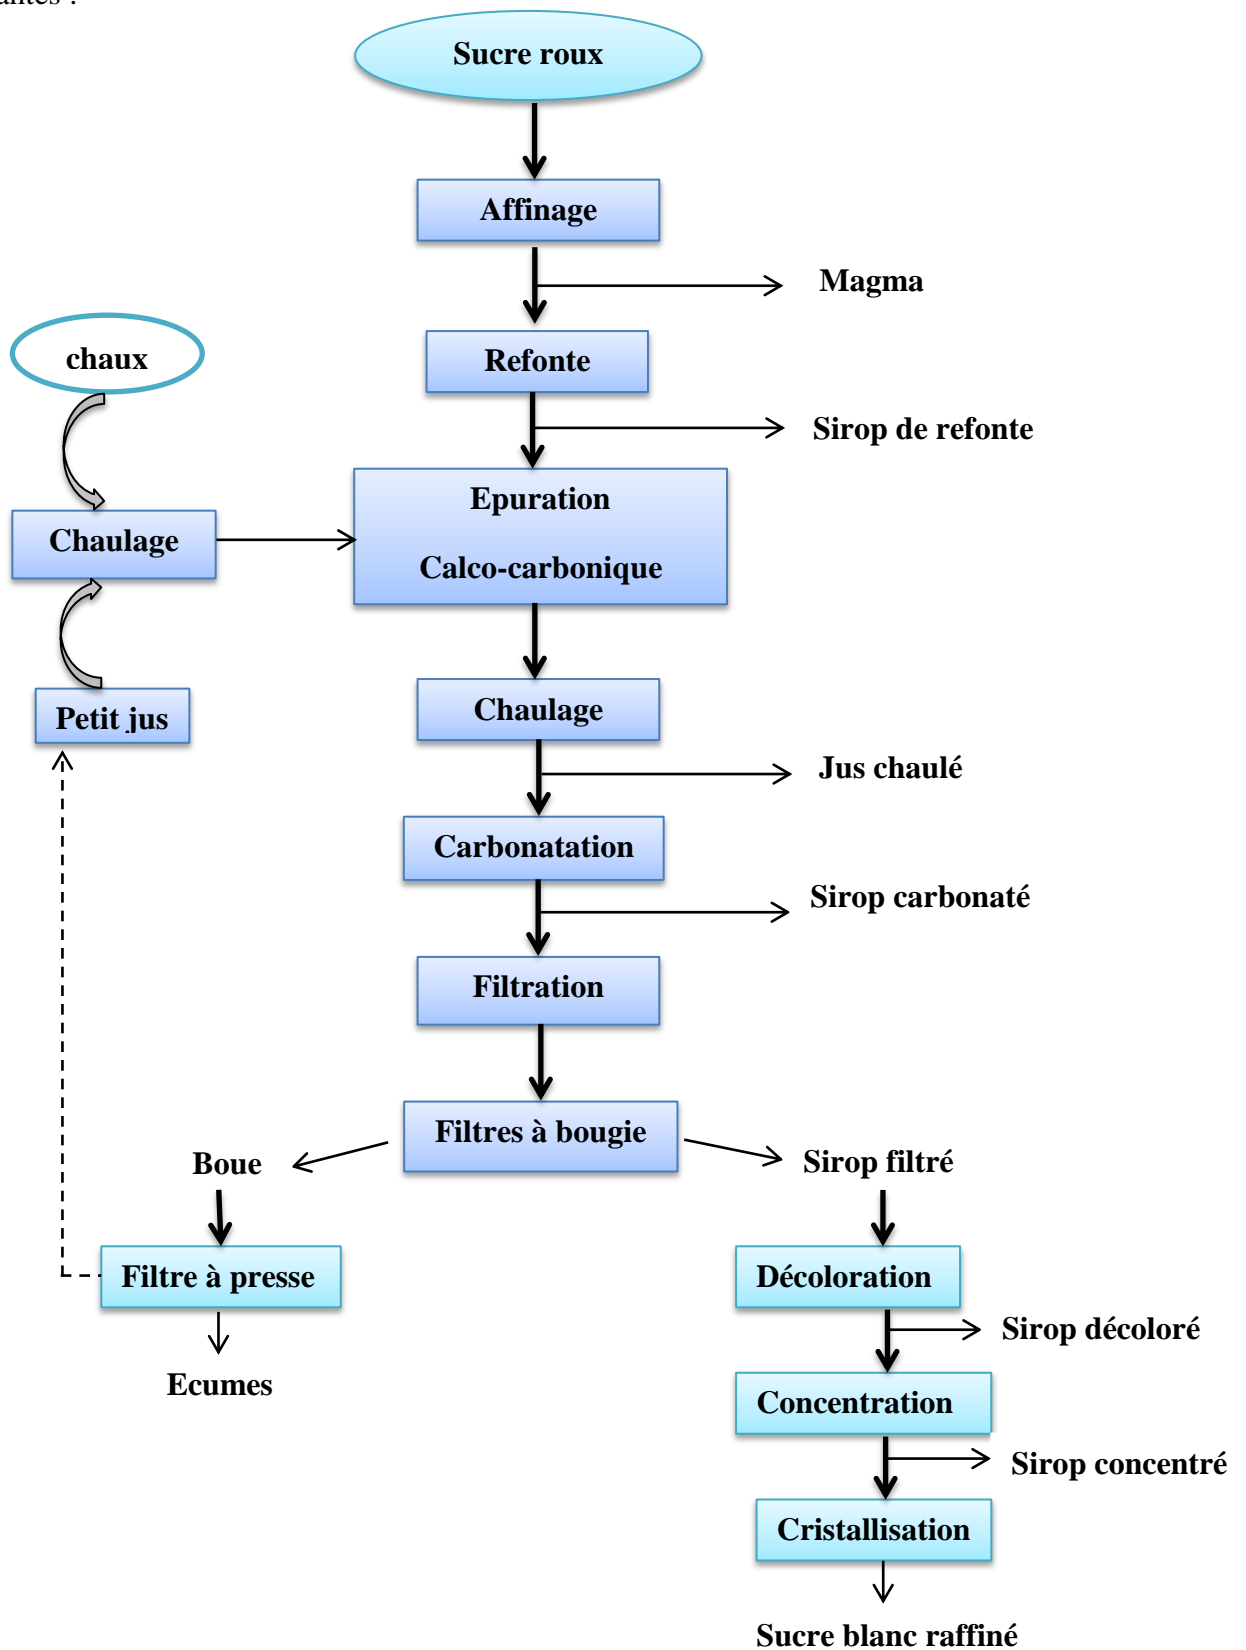 Sucre roux
Affinage
Magma
chaux
Refonte
Sirop de refonte
Epuration
Calco-carbonique
Chaulage
Chaulage
Petit jus
Jus chaulé
Carbonatation
Sirop carbonaté
Filtration
Filtres à bougie
Boue
Sirop filtré
Filtre à presse
Décoloration
Sirop décoloré
Ecumes
Concentration
Sirop concentré
Cristallisation
Sucre blanc raffiné